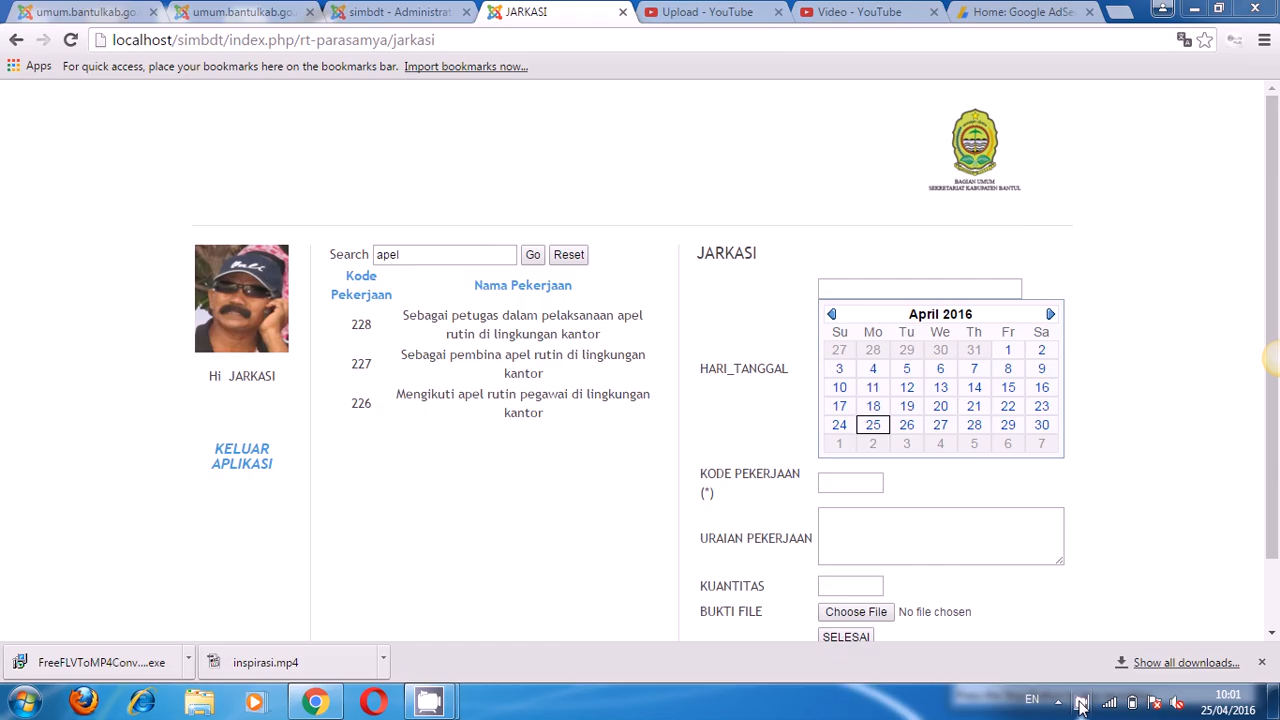 umum.bantulkab.go
umum.bantulkab.go
simbdt - Administrat
JARKASI
Upload - YouTube
Video - YouTube
Home: Google AdSe
localhost/simbdt/index.php/rt-parasamya/jarkasi
Apps For quick access, place your bookmarks here on the bookmarks bar. Import bookmarks now...
BAGIAN UMUM
SEKRETARIAT KABUPATEN BANTUL
Hi JARKASI
KELUAR
APLIKASI
Search apel Go Reset
Kode Pekerjaan Nama Pekerjaan
228 Sebagai petugas dalam pelaksanaan apel rutin di lingkungan kantor
227 Sebagai pembina apel rutin di lingkungan kantor
226 Mengikuti apel rutin pegawai di lingkungan kantor
JARKASI
HARI_TANGGAL
April 2016
Su Mo Tu We Th Fr Sa
27 28 29 30 31 1 2
3 4 5 6 7 8 9
10 11 12 13 14 15 16
17 18 19 20 21 22 23
24 25 26 27 28 29 30
1 2 3 4 5 6 7
KODE PEKERJAAN
(*)
URAIAN PEKERJAAN
KUANTITAS
BUKTI FILE Choose File No file chosen
SELESAI
FreeFLVToMP4Conv....exe
inspirasi.mp4
Show all downloads...
EN
10:01
25/04/2016